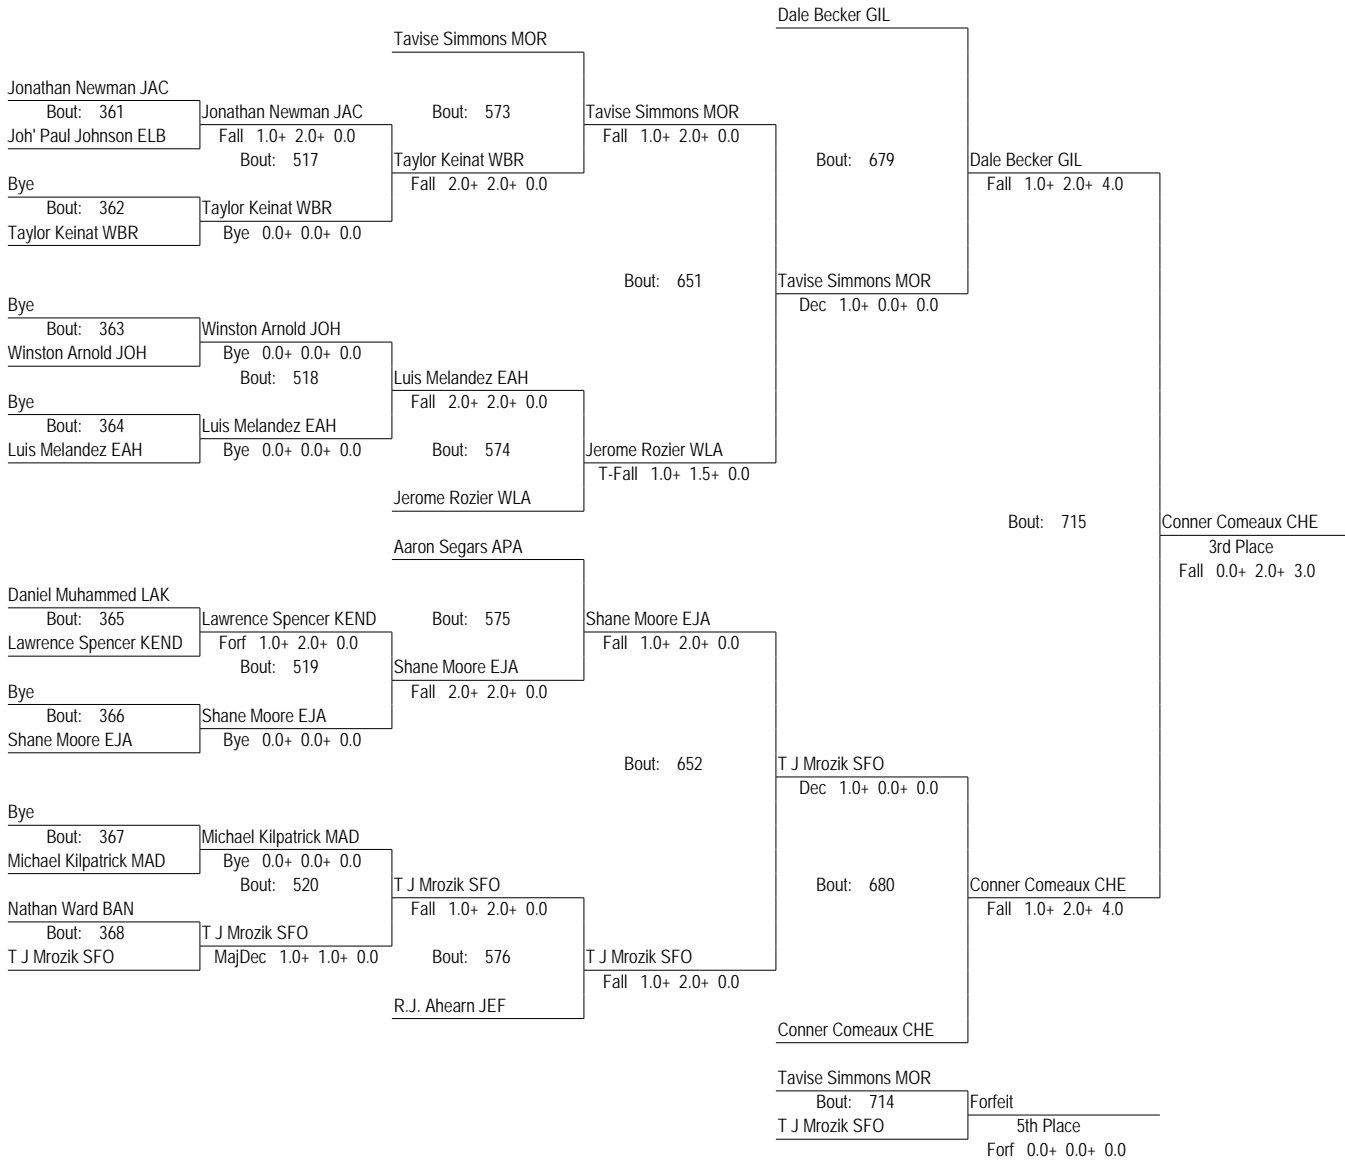 Dale Becker GIL
Tavise Simmons MOR
Jonathan Newman JAC
Bout: 361
Jonathan Newman JAC
Bout: 573
Tavise Simmons MOR
Joh' Paul Johnson ELB
Fall 1.0+ 2.0+ 0.0
Fall 1.0+ 2.0+ 0.0
Bout: 517
Taylor Keinat WBR
Bout: 679
Dale Becker GIL
Bye
Fall 2.0+ 2.0+ 0.0
Fall 1.0+ 2.0+ 4.0
Bout: 362
Taylor Keinat WBR
Taylor Keinat WBR
Bye 0.0+ 0.0+ 0.0
Bout: 651
Tavise Simmons MOR
Bye
Dec 1.0+ 0.0+ 0.0
Bout: 363
Winston Arnold JOH
Winston Arnold JOH
Bye 0.0+ 0.0+ 0.0
Bout: 518
Luis Melandez EAH
Bye
Fall 2.0+ 2.0+ 0.0
Bout: 364
Luis Melandez EAH
Luis Melandez EAH
Bye 0.0+ 0.0+ 0.0
Bout: 574
Jerome Rozier WLA
T-Fall 1.0+ 1.5+ 0.0
Jerome Rozier WLA
Bout: 715
Conner Comeaux CHE
Aaron Segars APA
3rd Place
Fall 0.0+ 2.0+ 3.0
Daniel Muhammed LAK
Bout: 365
Lawrence Spencer KEND
Bout: 575
Shane Moore EJA
Lawrence Spencer KEND
Forf 1.0+ 2.0+ 0.0
Fall 1.0+ 2.0+ 0.0
Bout: 519
Shane Moore EJA
Bye
Fall 2.0+ 2.0+ 0.0
Bout: 366
Shane Moore EJA
Shane Moore EJA
Bye 0.0+ 0.0+ 0.0
Bout: 652
T J Mrozik SFO
Dec 1.0+ 0.0+ 0.0
Bye
Bout: 367
Michael Kilpatrick MAD
Michael Kilpatrick MAD
Bye 0.0+ 0.0+ 0.0
Bout: 520
T J Mrozik SFO
Bout: 680
Conner Comeaux CHE
Nathan Ward BAN
Fall 1.0+ 2.0+ 0.0
Fall 1.0+ 2.0+ 4.0
Bout: 368
T J Mrozik SFO
T J Mrozik SFO
MajDec 1.0+ 1.0+ 0.0
Bout: 576
T J Mrozik SFO
Fall 1.0+ 2.0+ 0.0
R.J. Ahearn JEF
Conner Comeaux CHE
Tavise Simmons MOR
Bout: 714
Forfeit
T J Mrozik SFO
5th Place
Forf 0.0+ 0.0+ 0.0